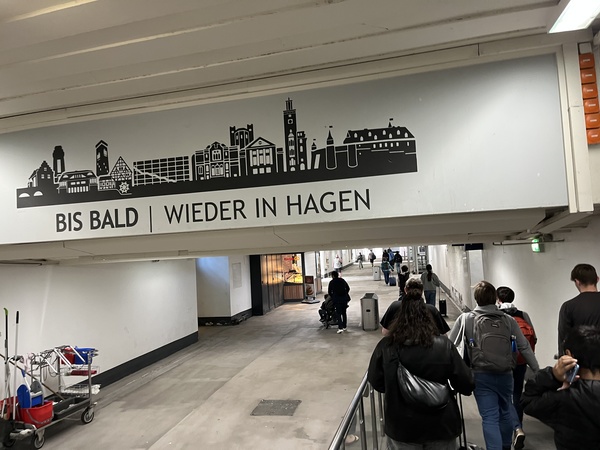 BIS BALD | WIEDER IN HAGEN